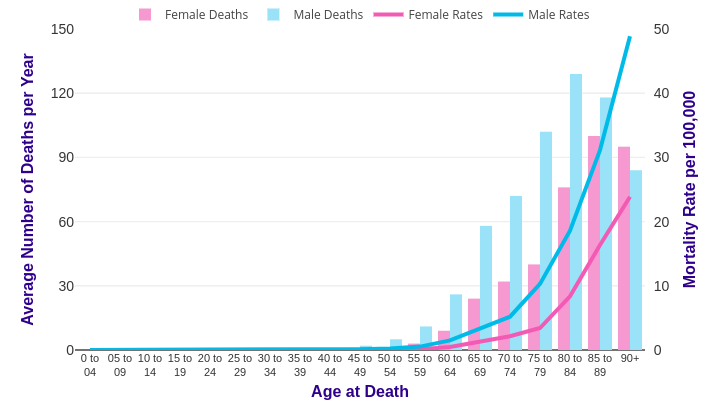 Female Deaths Male Deaths Female Rates Male Rates
150 50
120 40
90 30
60 20
30 10
0 0
Average Number of Deaths per Year
Mortality Rate per 100,000
0 to 05 to 10 to 15 to 20 to 25 to 30 to 35 to 40 to 45 to 50 to 55 to 60 to 65 to 70 to 75 to 80 to 85 to 90+
04 09 14 19 24 29 34 39 44 49 54 59 64 69 74 79 84 89
Age at Death